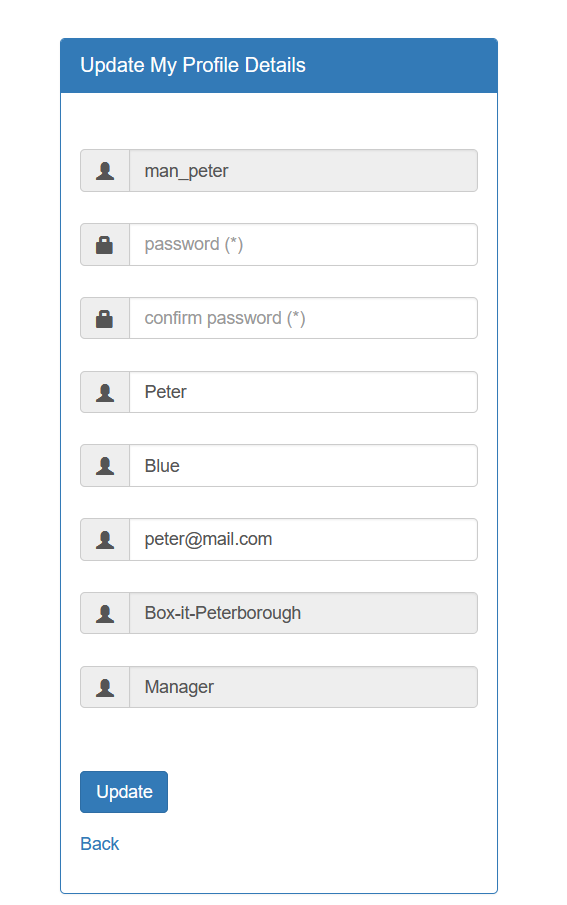 Update My Profile Details
man_peter
password (*)
confirm password (*)
Peter
Blue
peter@mail.com
Box-it-Peterborough
Manager
Update
Back